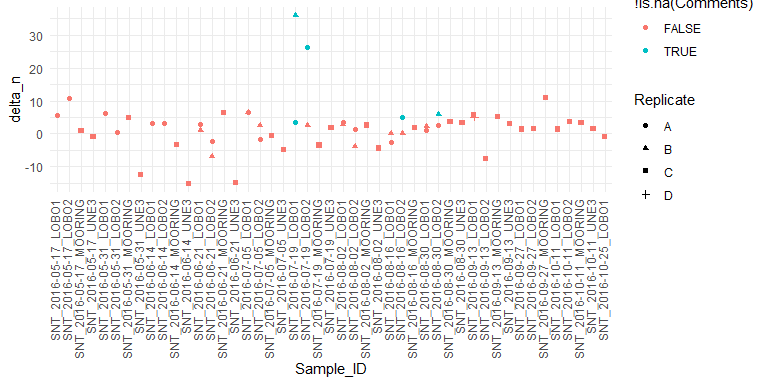 !is.na(Comments)
FALSE
TRUE
Replicate
A
B
C
D
delta_n
30
20
10
0
-10
SNT_2016-05-17_LOBO1
SNT_2016-05-17_LOBO2
SNT_2016-05-17_MOORING
SNT_2016-05-17_UNE3
SNT_2016-05-31_LOBO1
SNT_2016-05-31_LOBO2
SNT_2016-05-31_MOORING
SNT_2016-05-31_UNE3
SNT_2016-06-14_LOBO1
SNT_2016-06-14_LOBO2
SNT_2016-06-14_MOORING
SNT_2016-06-14_UNE3
SNT_2016-06-21_LOBO1
SNT_2016-06-21_LOBO2
SNT_2016-06-21_MOORING
SNT_2016-06-21_UNE3
SNT_2016-07-05_LOBO1
SNT_2016-07-05_LOBO2
SNT_2016-07-05_MOORING
SNT_2016-07-05_UNE3
SNT_2016-07-19_LOBO1
SNT_2016-07-19_LOBO2
SNT_2016-07-19_MOORING
SNT_2016-07-19_UNE3
SNT_2016-08-02_LOBO1
SNT_2016-08-02_LOBO2
SNT_2016-08-02_MOORING
SNT_2016-08-02_UNE3
SNT_2016-08-16_LOBO1
SNT_2016-08-16_LOBO2
SNT_2016-08-16_MOORING
SNT_2016-08-30_LOBO1
SNT_2016-08-30_LOBO2
SNT_2016-08-30_MOORING
SNT_2016-08-30_UNE3
SNT_2016-09-13_LOBO1
SNT_2016-09-13_LOBO2
SNT_2016-09-13_MOORING
SNT_2016-09-13_UNE3
SNT_2016-09-27_LOBO1
SNT_2016-09-27_LOBO2
SNT_2016-09-27_MOORING
SNT_2016-10-11_LOBO1
SNT_2016-10-11_LOBO2
SNT_2016-10-11_MOORING
SNT_2016-10-11_UNE3
SNT_2016-10-25_LOBO1
Sample_ID